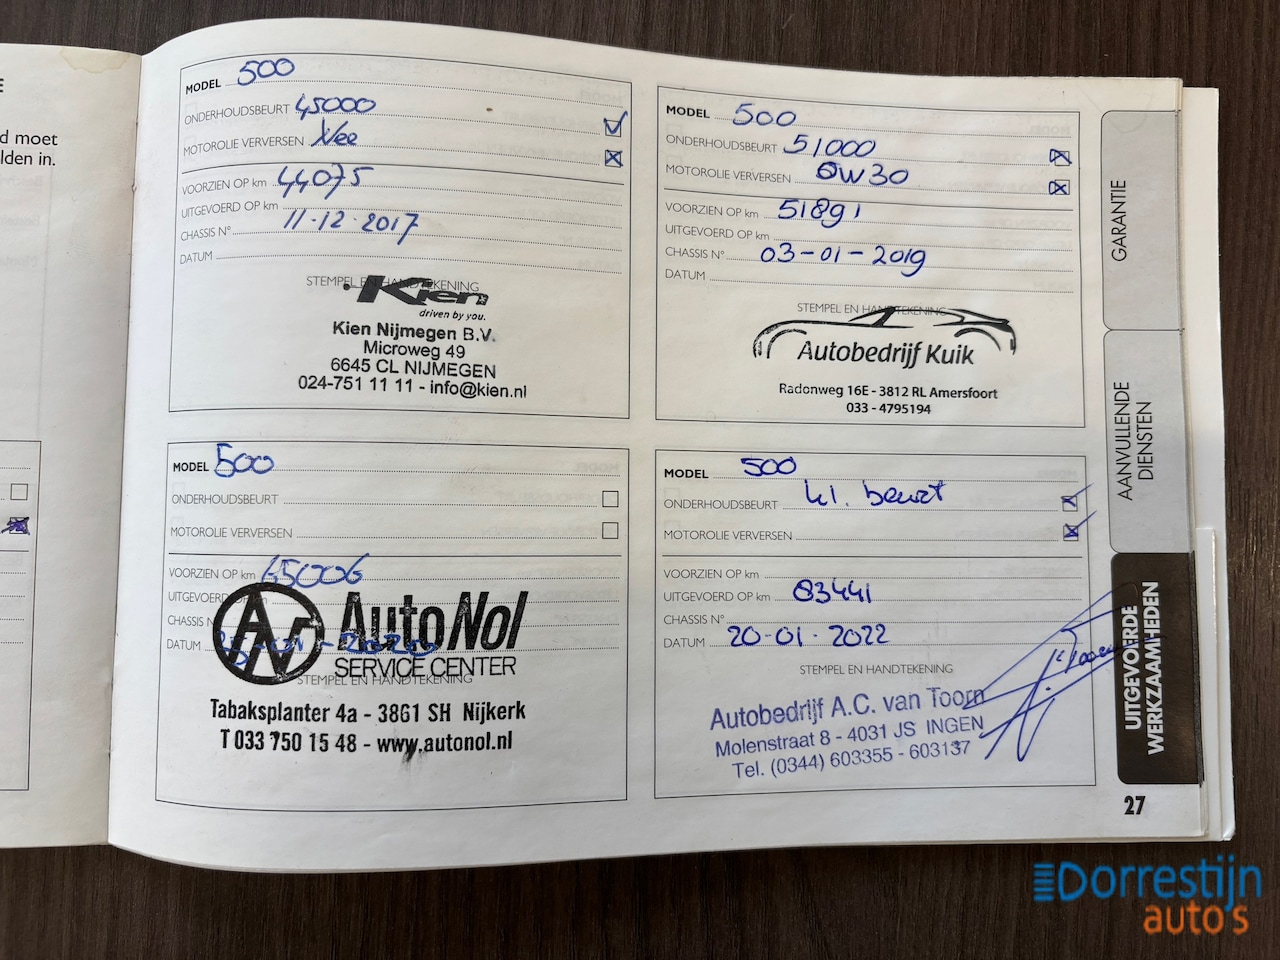 E
d moet
lden in.
MODEL 500
ONDERHOUDSBEURT 45000
MOTOROLIE VERVERSEN Nee
VOORZIEN OP km 44075
UITGEVOERD OP km
CHASSIS N° 11-12-2017
DATUM
STEMPEL EN HANDTEKENING
Kien
driven by you.
Kien Nijmegen B.V.
Microweg 49
6645 CL NIJMEGEN
024-751 11 11 - info@kien.nl
MODEL 500
ONDERHOUDSBEURT 51000
MOTOROLIE VERVERSEN 0W30
VOORZIEN OP km 51891
UITGEVOERD OP km
CHASSIS N° 03-01-2019
DATUM
STEMPEL EN HANDTEKENING
Autobedrijf Kuik
Radonweg 16E - 3812 RL Amersfoort
033 - 4795194
MODEL 500
ONDERHOUDSBEURT
MOTOROLIE VERVERSEN
VOORZIEN OP km 65006
UITGEVOERD OP km
CHASSIS N
DATUM
AN AutoNol
SERVICE CENTER
STEMPEL EN HANDTEKENING
Tabaksplanter 4a - 3861 SH Nijkerk
T 033 750 15 48 - www.autonol.nl
MODEL 500
ONDERHOUDSBEURT kl. beurt
MOTOROLIE VERVERSEN
VOORZIEN OP km
UITGEVOERD OP km 83441
CHASSIS N°
DATUM 20-01-2022
STEMPEL EN HANDTEKENING
Autobedrijf A.C. van Toorn
Molenstraat 8 - 4031 JS INGEN
Tel. (0344) 603355 - 603137
GARANTIE
AANVULLENDE
DIENSTEN
UITGEVOERDE
WERKZAAMHEDEN
27
Dorrestijn
auto's